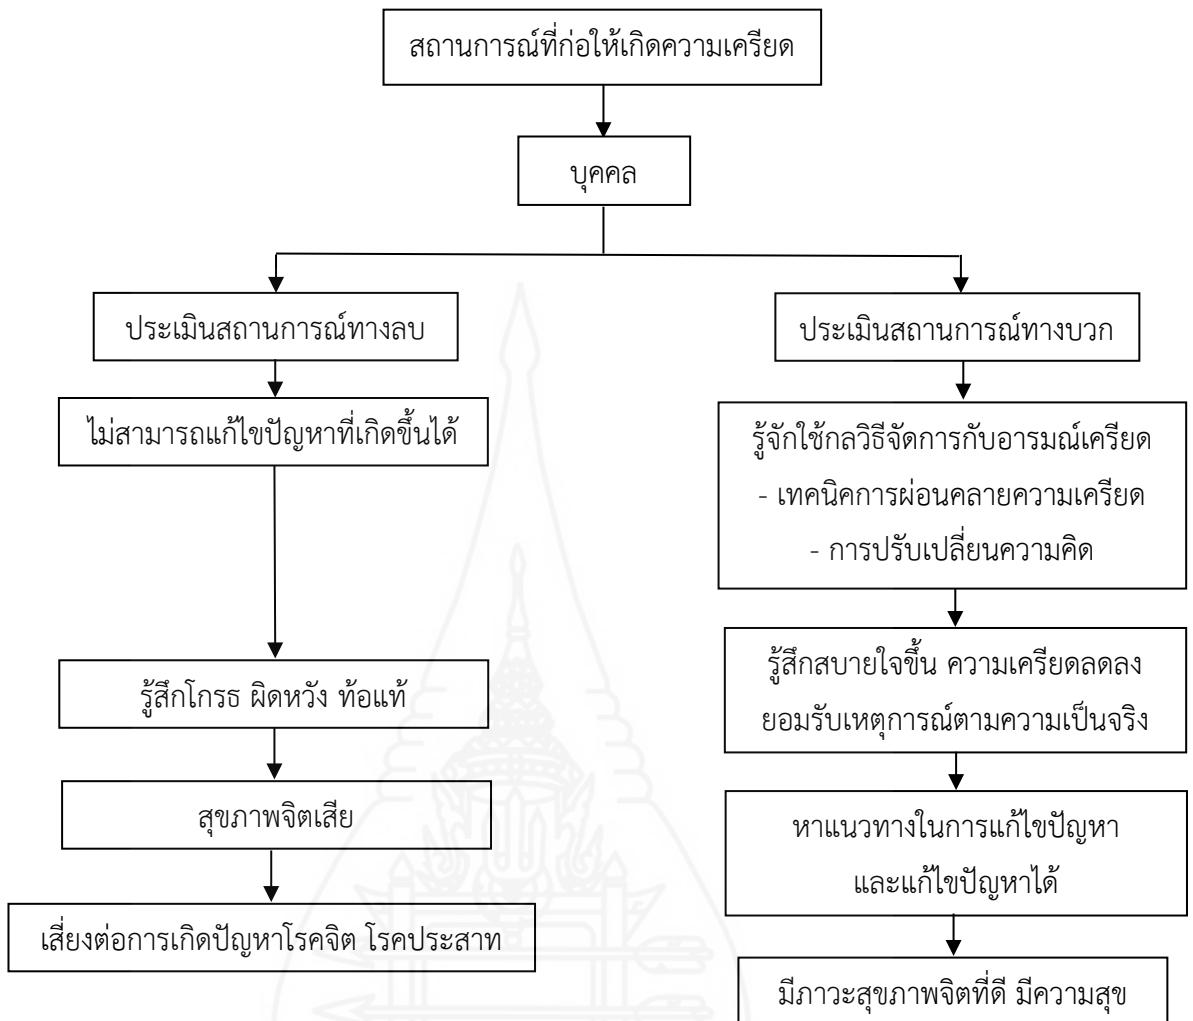 สถานการณ์ที่ก่อให้เกิดความเครียด
บุคคล
ประเมินสถานการณ์ทางลบ
ไม่สามารถแก้ไขปัญหาที่เกิดขึ้นได้
รู้สึกโกรธ ผิดหวัง ท้อแท้
สุขภาพจิตเสีย
เสี่ยงต่อการเกิดปัญหาโรคจิต โรคประสาท
ประเมินสถานการณ์ทางบวก
รู้จักใช้กลวิธีจัดการกับอารมณ์เครียด
- เทคนิคการผ่อนคลายความเครียด
- การปรับเปลี่ยนความคิด
รู้สึกสบายใจขึ้น ความเครียดลดลง
ยอมรับเหตุการณ์ตามความเป็นจริง
หาแนวทางในการแก้ไขปัญหา
และแก้ไขปัญหาได้
มีภาวะสุขภาพจิตที่ดี มีความสุข